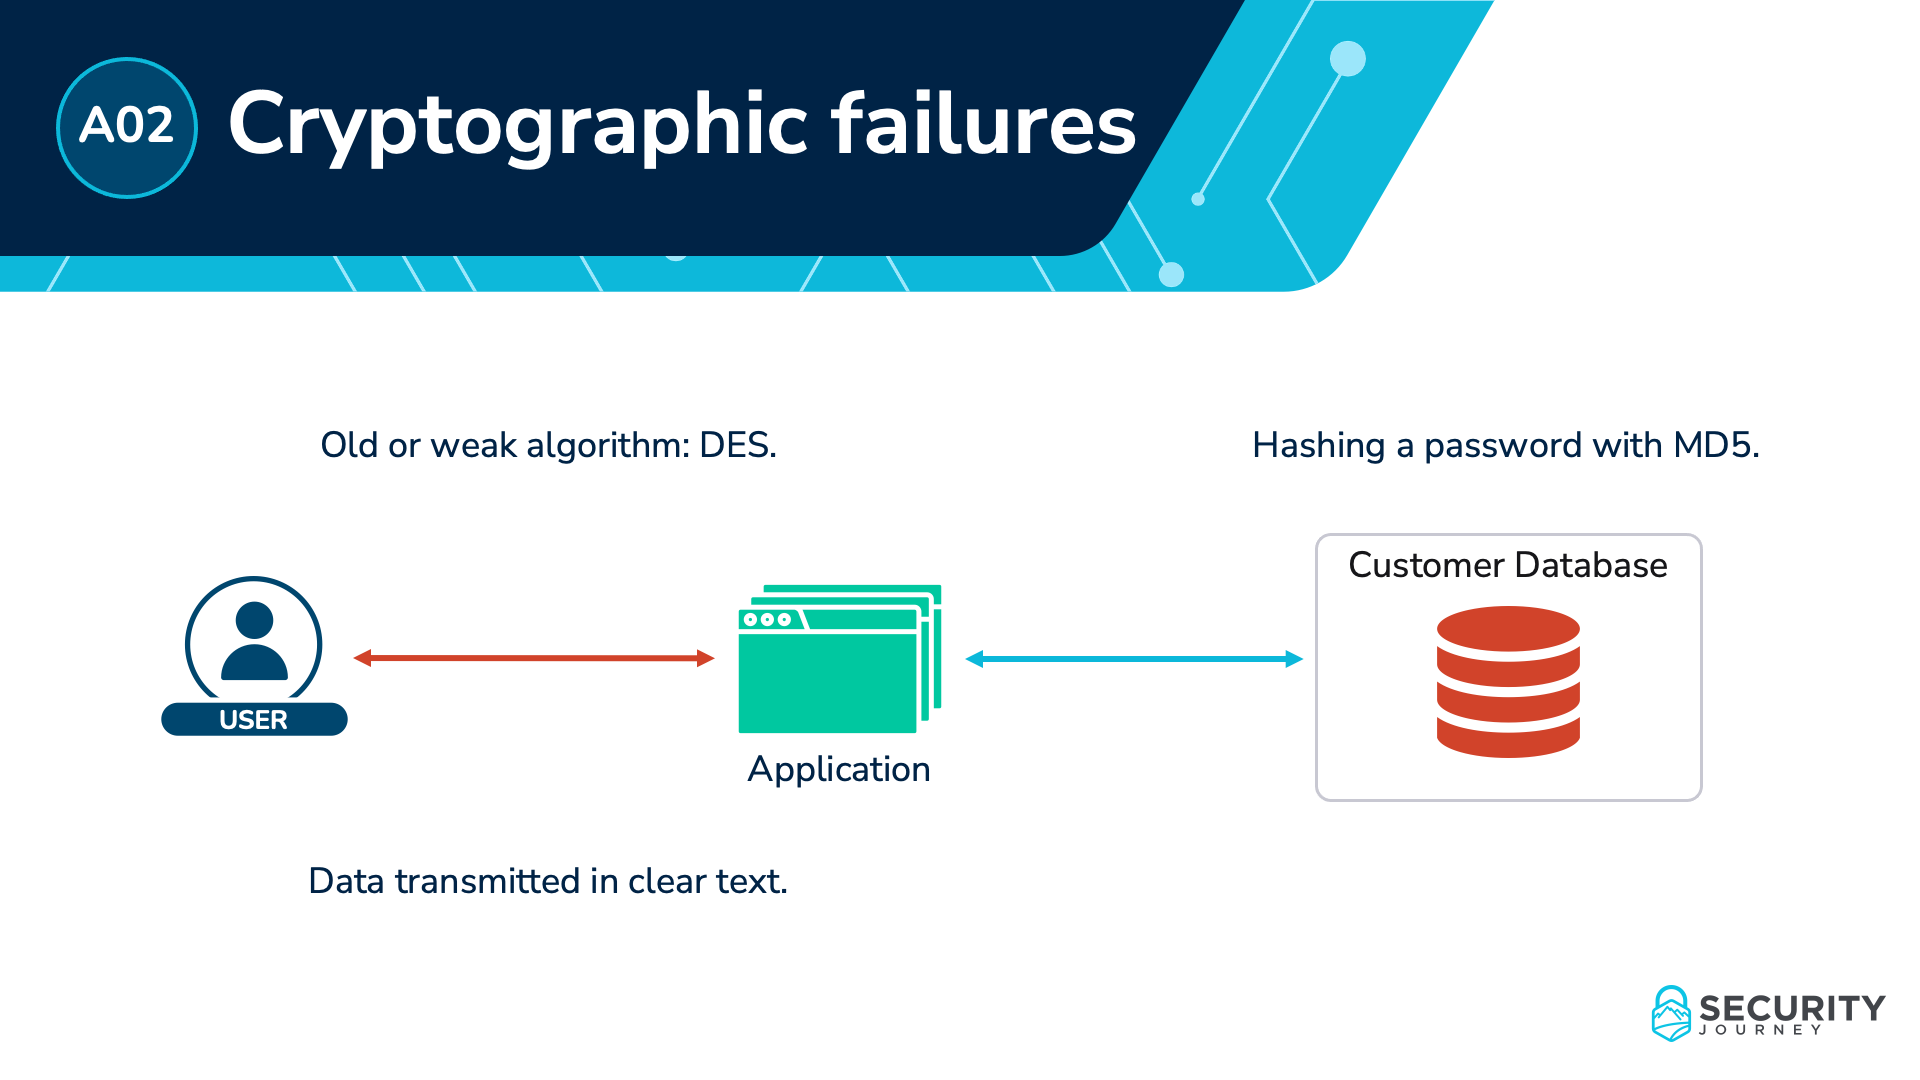 A02
Cryptographic failures
Old or weak algorithm: DES.
Hashing a password with MD5.
Customer Database
USER
Application
Data transmitted in clear text.
SECURITY
JOURNEY